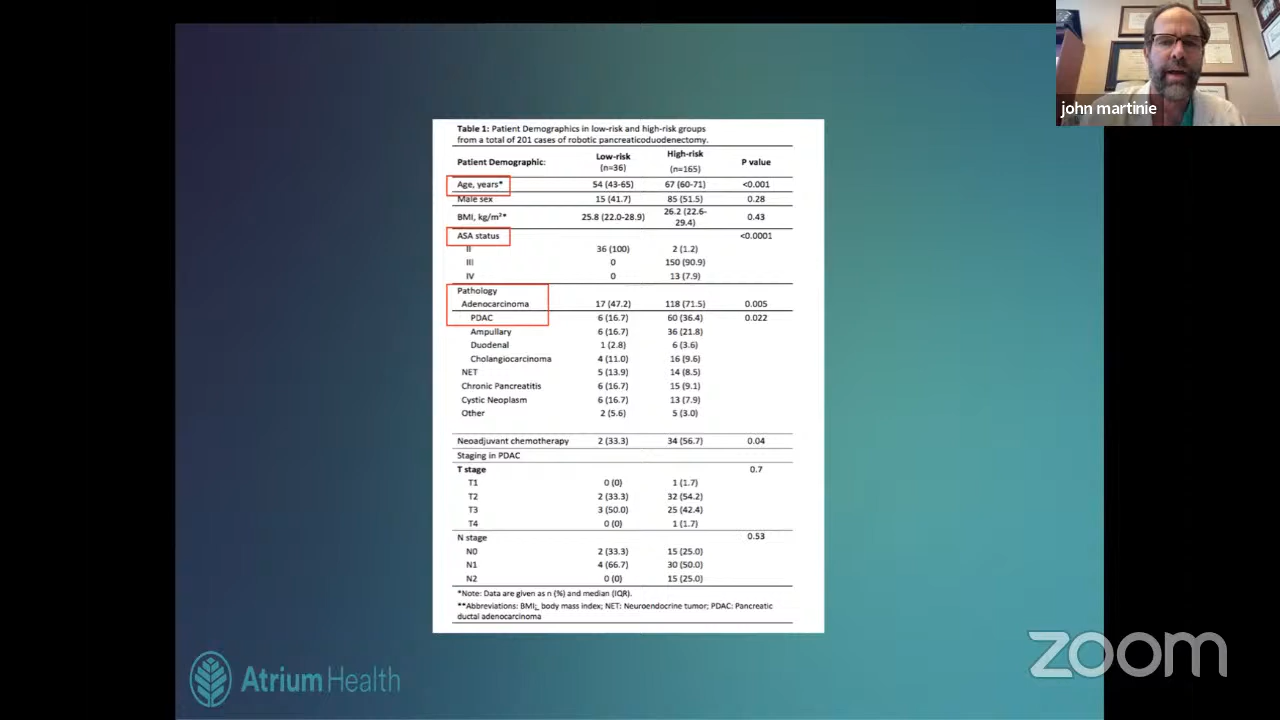 john martinie
Table 1: Patient Demographics in low-risk and high-risk groups
from a total of 201 cases of robotic pancreaticoduodenectomy.
Patient Demographic: Low-risk (n=36) High-risk (n=165) P value
Age, years* 54 (43-65) 67 (60-71) <0.001
Male sex 15 (41.7) 85 (51.5) 0.28
BMI, kg/m²* 25.8 (22.0-28.9) 26.2 (22.6-29.4) 0.43
ASA status <0.0001
II 36 (100) 2 (1.2)
III 0 150 (90.9)
IV 0 13 (7.9)
Pathology
Adenocarcinoma 17 (47.2) 118 (71.5) 0.005
PDAC 6 (16.7) 60 (36.4) 0.022
Ampullary 6 (16.7) 36 (21.8)
Duodenal 1 (2.8) 6 (3.6)
Cholangiocarcinoma 4 (11.0) 16 (9.6)
NET 5 (13.9) 14 (8.5)
Chronic Pancreatitis 6 (16.7) 15 (9.1)
Cystic Neoplasm 6 (16.7) 13 (7.9)
Other 2 (5.6) 5 (3.0)
Neoadjuvant chemotherapy 2 (33.3) 34 (56.7) 0.04
Staging in PDAC
T stage 0.7
T1 0 (0) 1 (1.7)
T2 2 (33.3) 32 (54.2)
T3 3 (50.0) 25 (42.4)
T4 0 (0) 1 (1.7)
N stage 0.53
N0 2 (33.3) 15 (25.0)
N1 4 (66.7) 30 (50.0)
N2 0 (0) 15 (25.0)
*Note: Data are given as n (%) and median (IQR).
**Abbreviations: BMI; body mass index; NET: Neuroendocrine tumor; PDAC: Pancreatic
ductal adenocarcinoma
Atrium Health
zoom